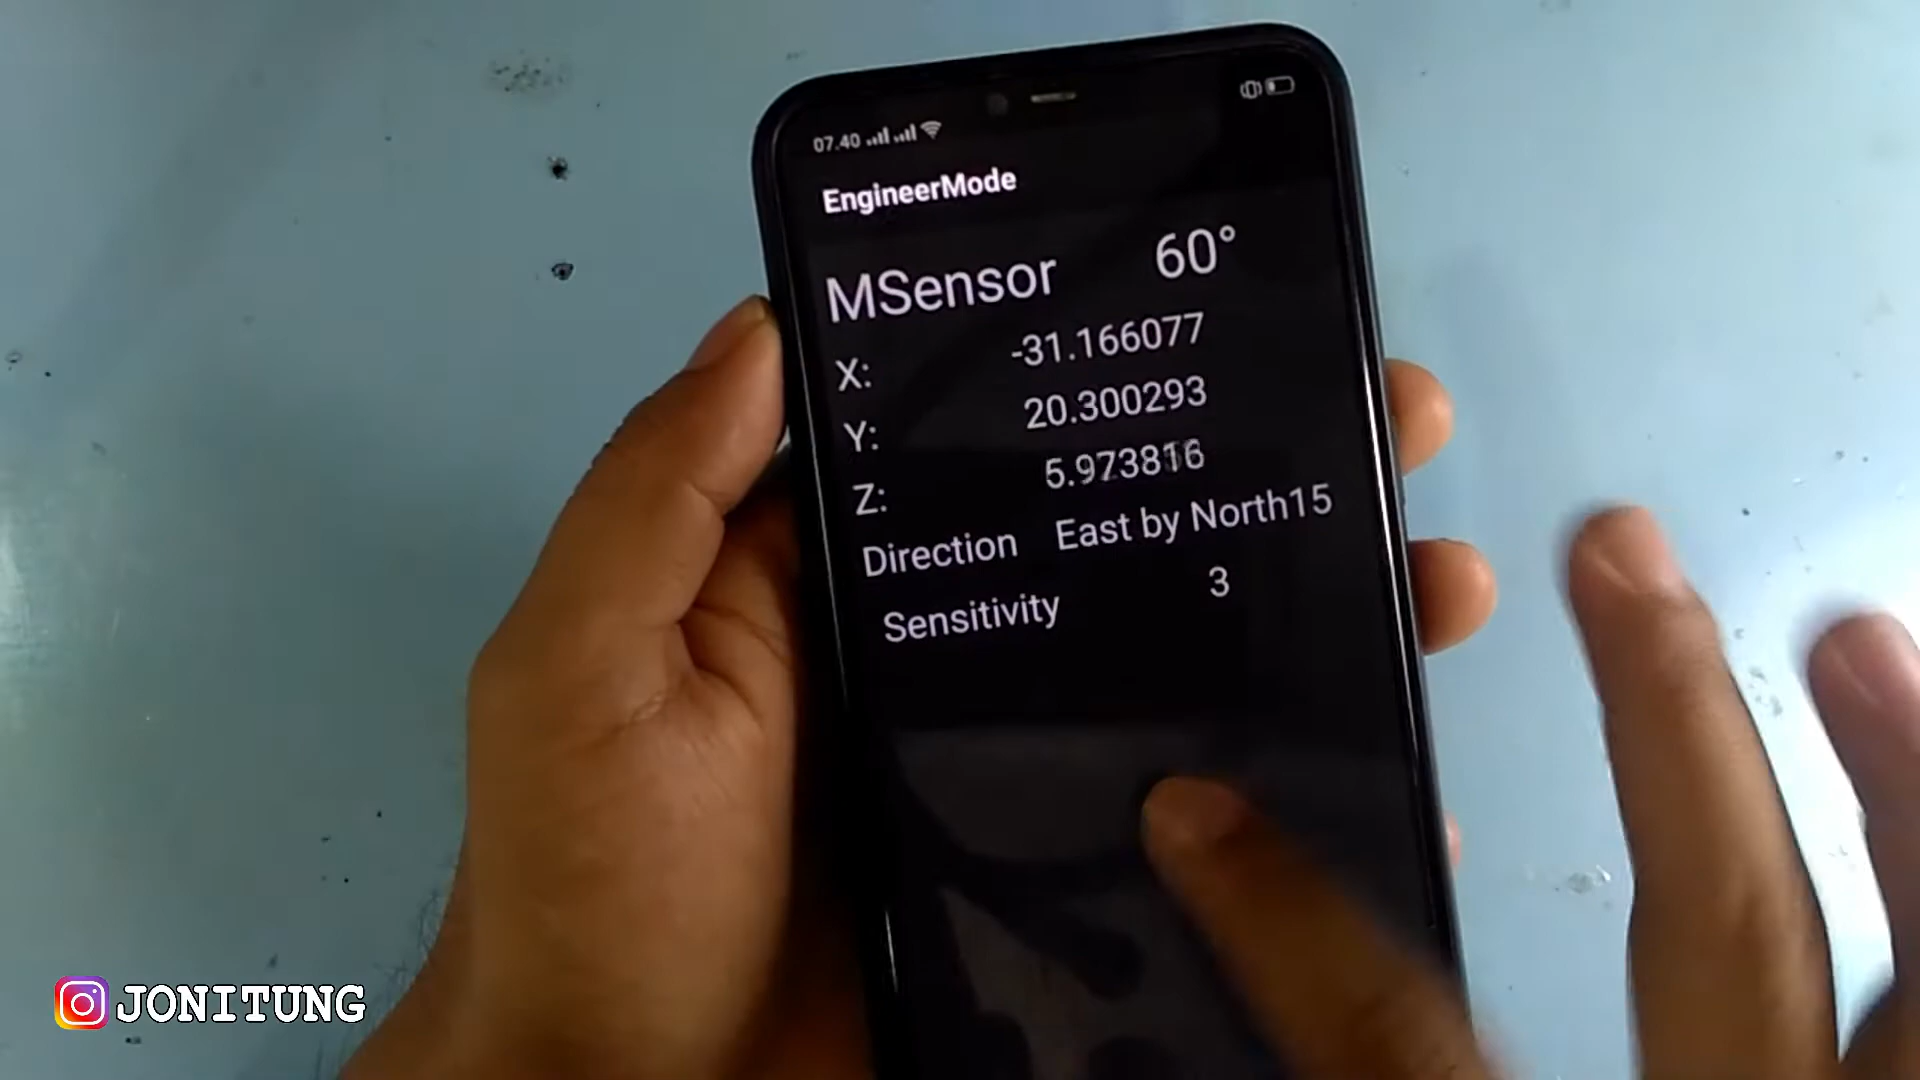 07.40
EngineerMode
MSensor 60°
X: -31.166077
Y: 20.300293
Z: 5.973816
Direction East by North15
Sensitivity 3
JONITUNG